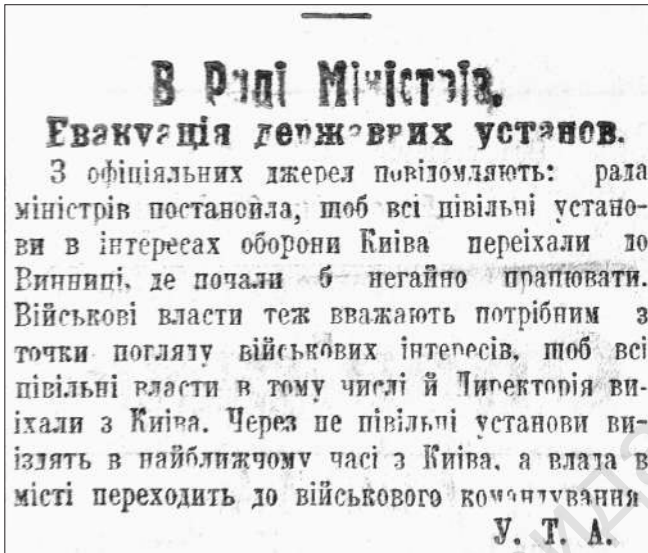 В Раді Міністрів.
Евакуація державних установ.
З офіціяльних джерел повідомляють: рада
міністрів постановила, щоб всі цівільні устано-
ви в інтересах оборони Київа переїхали до
Винниці, де почали б негайно працювати.
Військові власти теж вважають потрібним з
точки погляду військових інтересів, щоб всі
цівільні власти в тому числі й Директорія ви-
їхали з Київа. Через це цівільні установи ви-
їздять в найближчому часі з Київа, а влада в
місті переходить до військового командування
У. Т. А.